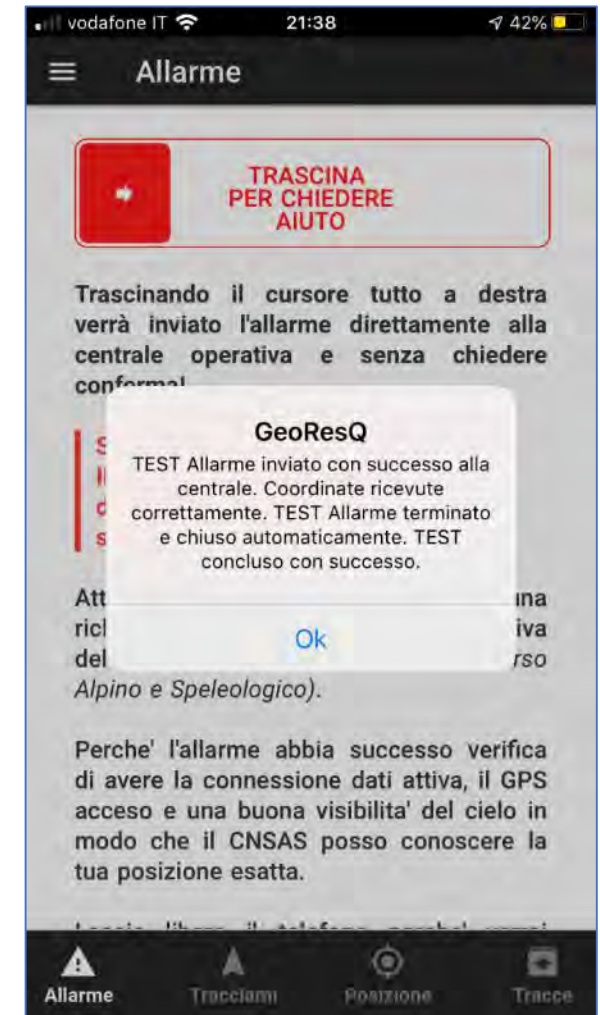 vodafone IT 21:38 42%
Allarme
TRASCINA
PER CHIEDERE
AIUTO
Trascinando il cursore tutto a destra
verrà inviato l'allarme direttamente alla
centrale operativa e senza chiedere
conferma!
GeoResQ
TEST Allarme inviato con successo alla
centrale. Coordinate ricevute
correttamente. TEST Allarme terminato
e chiuso automaticamente. TEST
concluso con successo.
Ok
Alpino e Speleologico).
Perche' l'allarme abbia successo verifica
di avere la connessione dati attiva, il GPS
acceso e una buona visibilita' del cielo in
modo che il CNSAS posso conoscere la
tua posizione esatta.
Allarme Tracciami Posizione Tracce